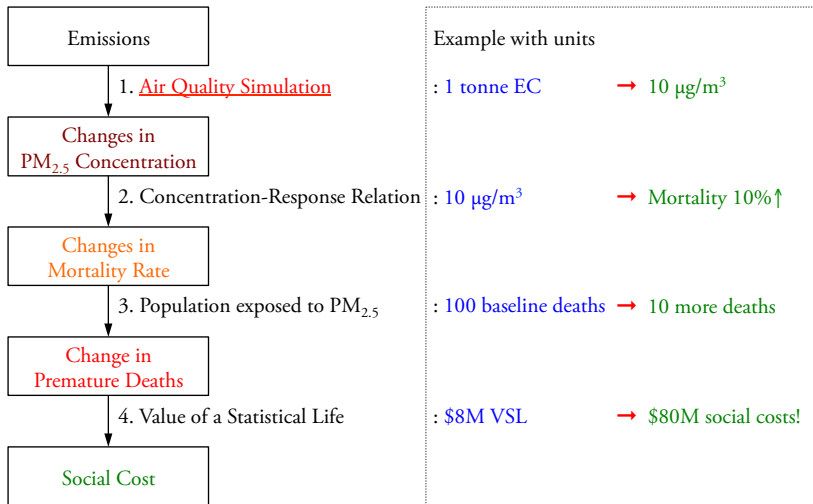 Emissions
Example with units
1. Air Quality Simulation
: 1 tonne EC → 10 μg/m³
Changes in
PM₂.₅ Concentration
2. Concentration-Response Relation
: 10 μg/m³ → Mortality 10%↑
Changes in
Mortality Rate
3. Population exposed to PM₂.₅
: 100 baseline deaths → 10 more deaths
Change in
Premature Deaths
4. Value of a Statistical Life
: $8M VSL → $80M social costs!
Social Cost